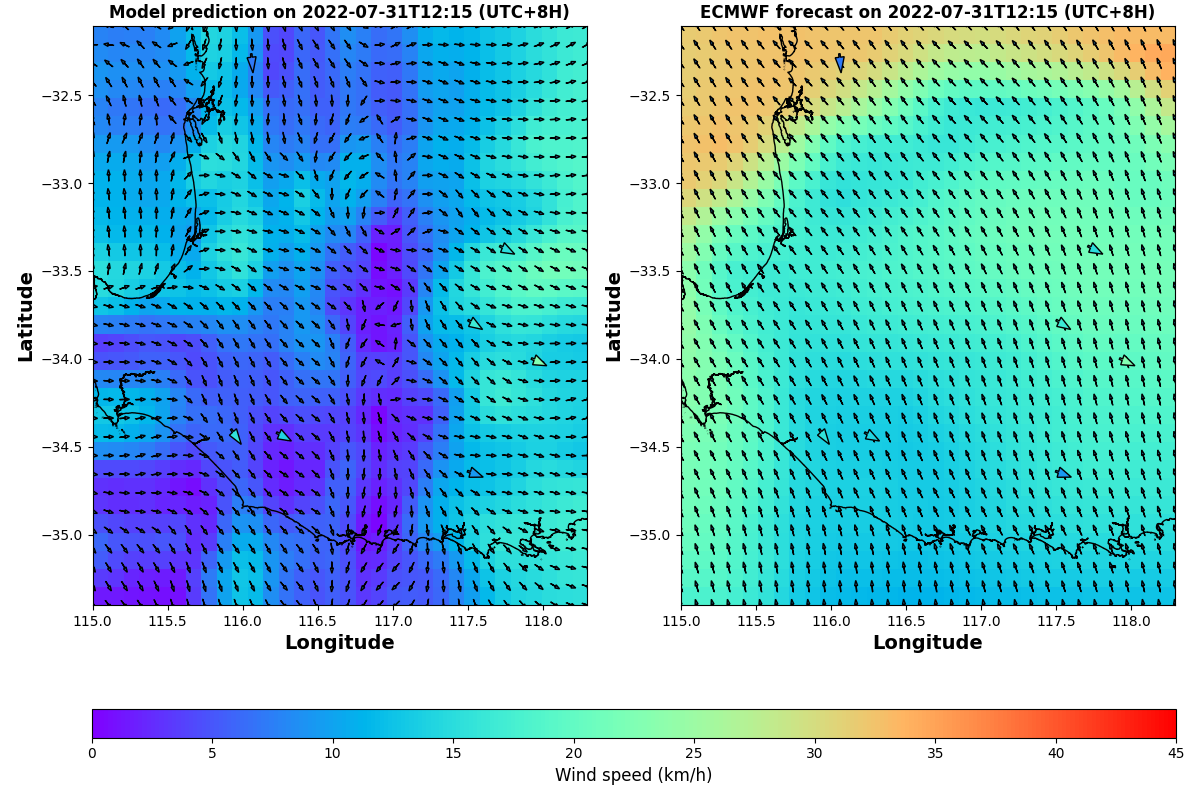 Model prediction on 2022-07-31T12:15 (UTC+8H)
ECMWF forecast on 2022-07-31T12:15 (UTC+8H)
Latitude
−32.5
−33.0
−33.5
−34.0
−34.5
−35.0
115.0 115.5 116.0 116.5 117.0 117.5 118.0
Longitude
Latitude
−32.5
−33.0
−33.5
−34.0
−34.5
−35.0
115.0 115.5 116.0 116.5 117.0 117.5 118.0
Longitude
0 5 10 15 20 25 30 35 40 45
Wind speed (km/h)